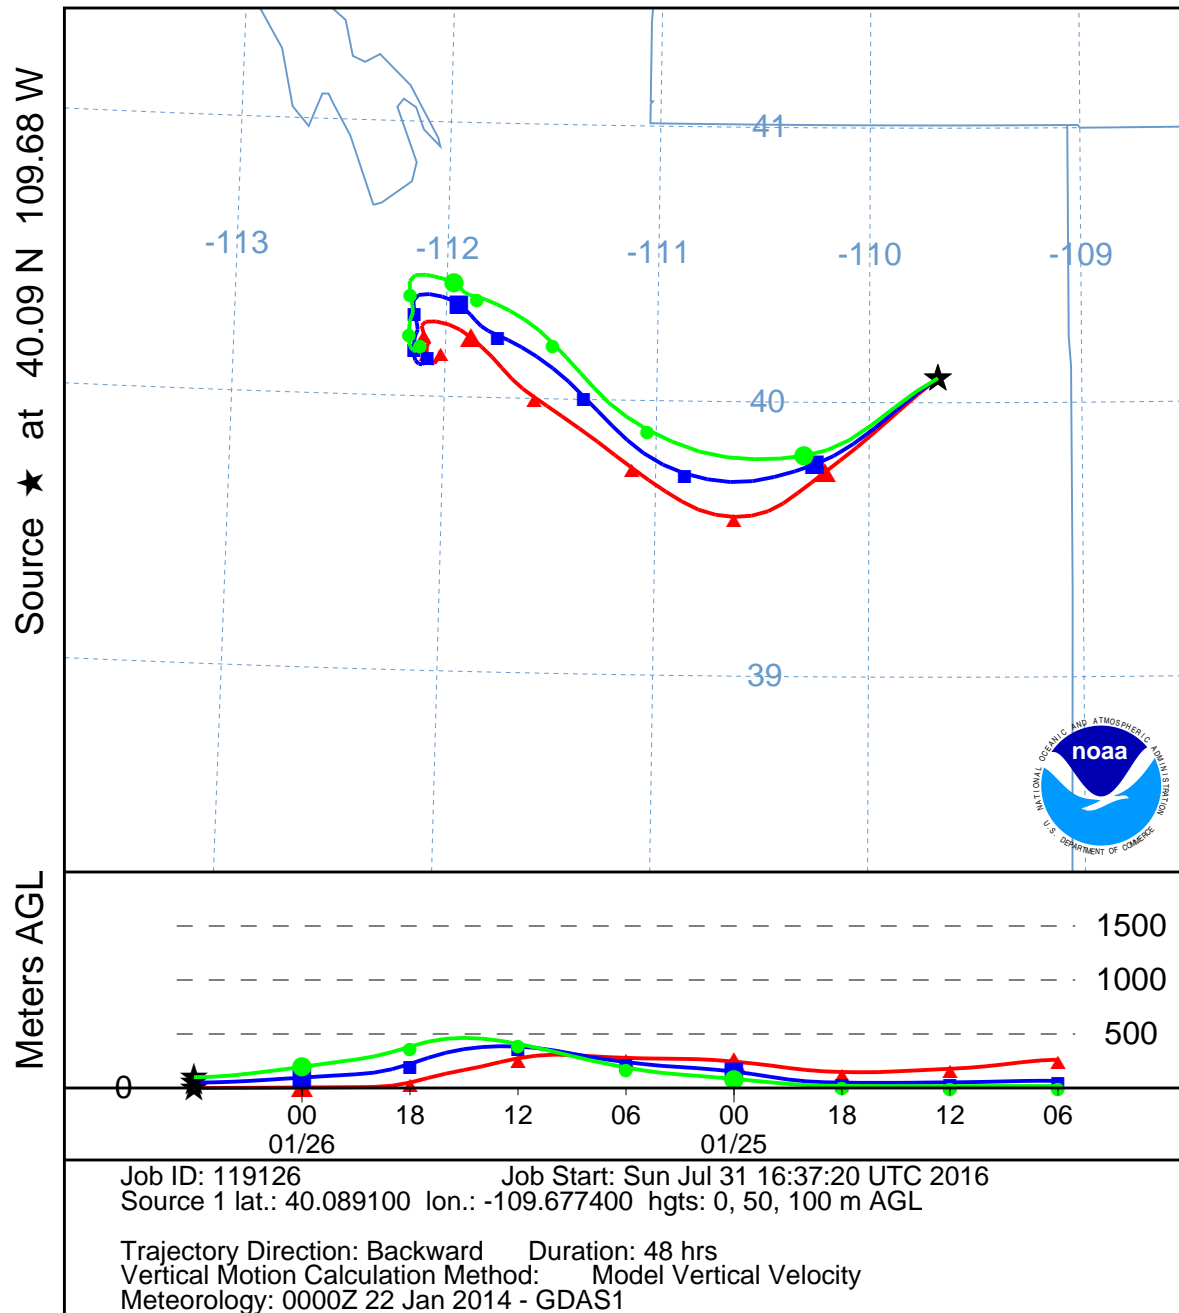 Source ★ at 40.09 N 109.68 W
41
-113 -112 -111 -110 -109
40
39
NATIONAL OCEANIC AND ATMOSPHERIC ADMINISTRATION
noaa
U.S. DEPARTMENT OF COMMERCE
Meters AGL
1500
1000
500
0
00 18 12 06 00 18 12 06
01/26 01/25
Job ID: 119126 Job Start: Sun Jul 31 16:37:20 UTC 2016
Source 1 lat.: 40.089100 lon.: -109.677400 hgts: 0, 50, 100 m AGL
Trajectory Direction: Backward Duration: 48 hrs
Vertical Motion Calculation Method: Model Vertical Velocity
Meteorology: 0000Z 22 Jan 2014 - GDAS1